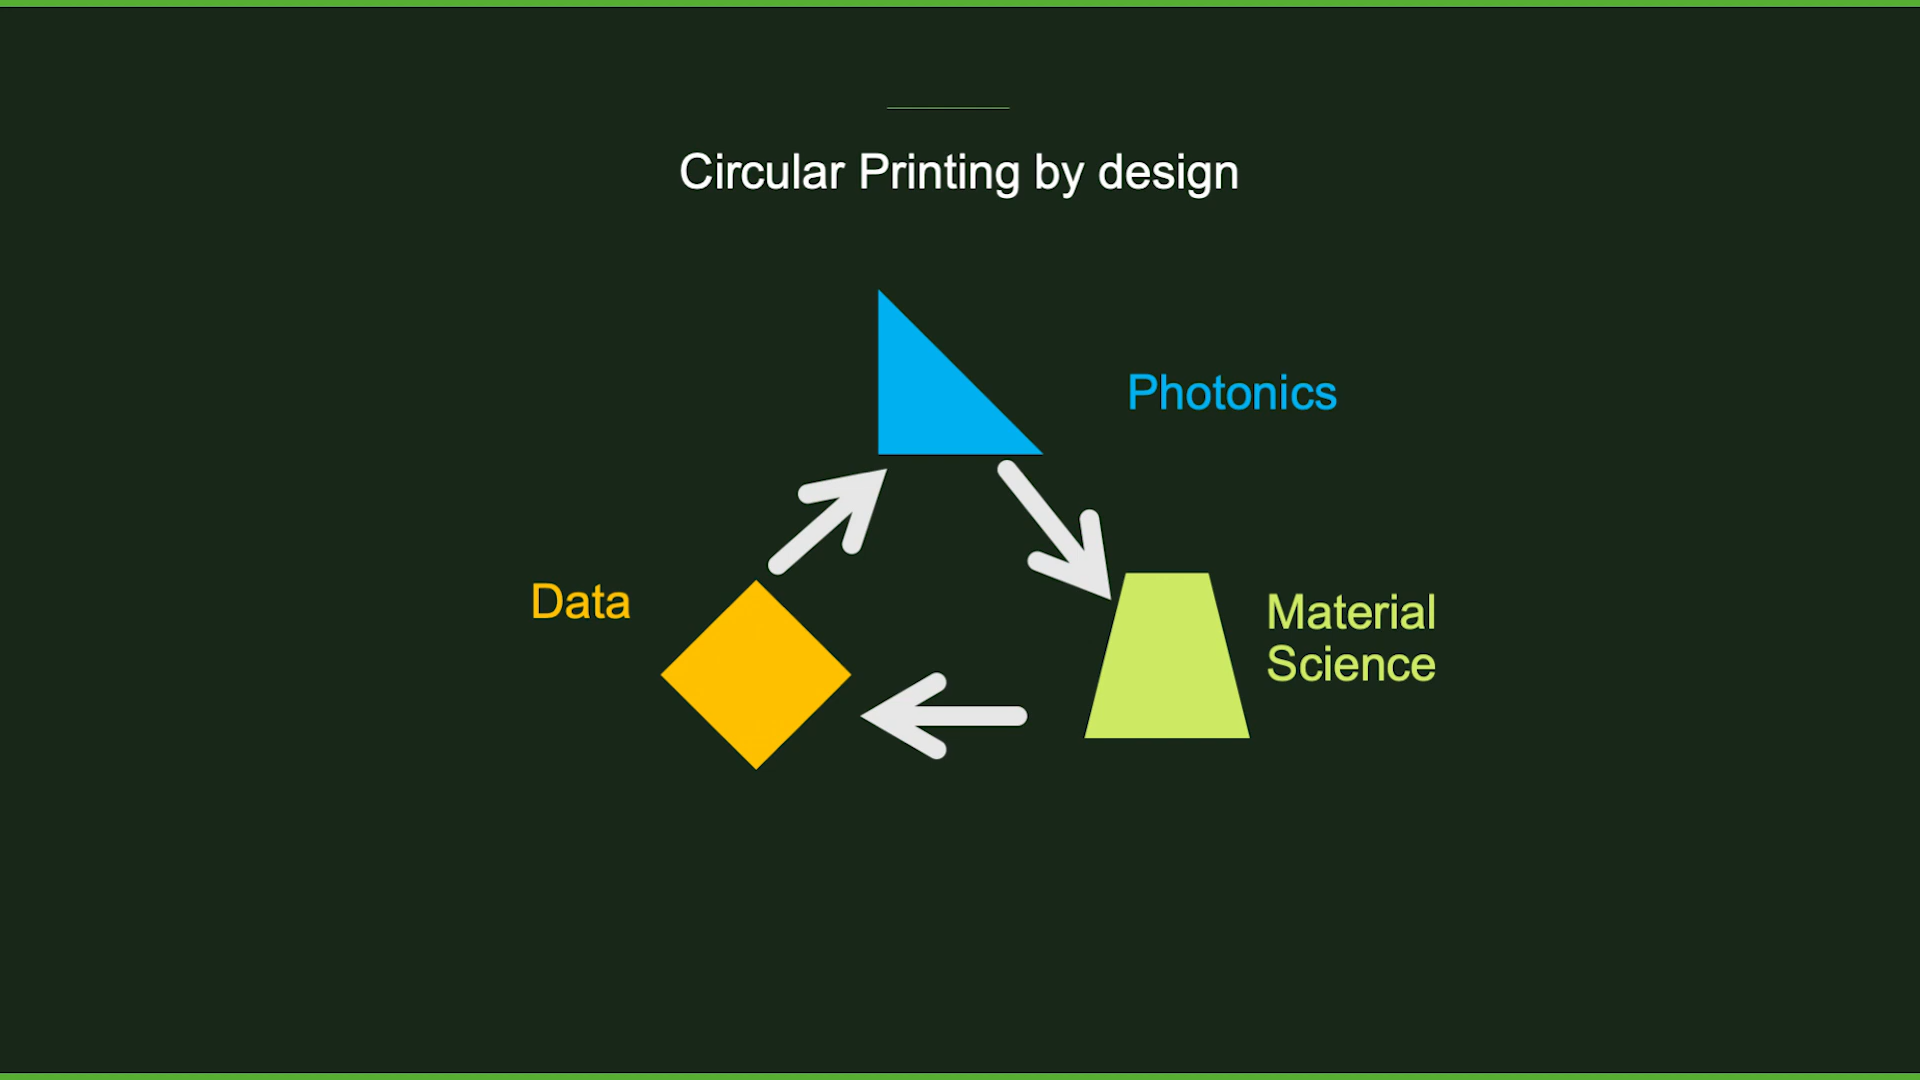 Circular Printing by design
Photonics
Data
Material
Science